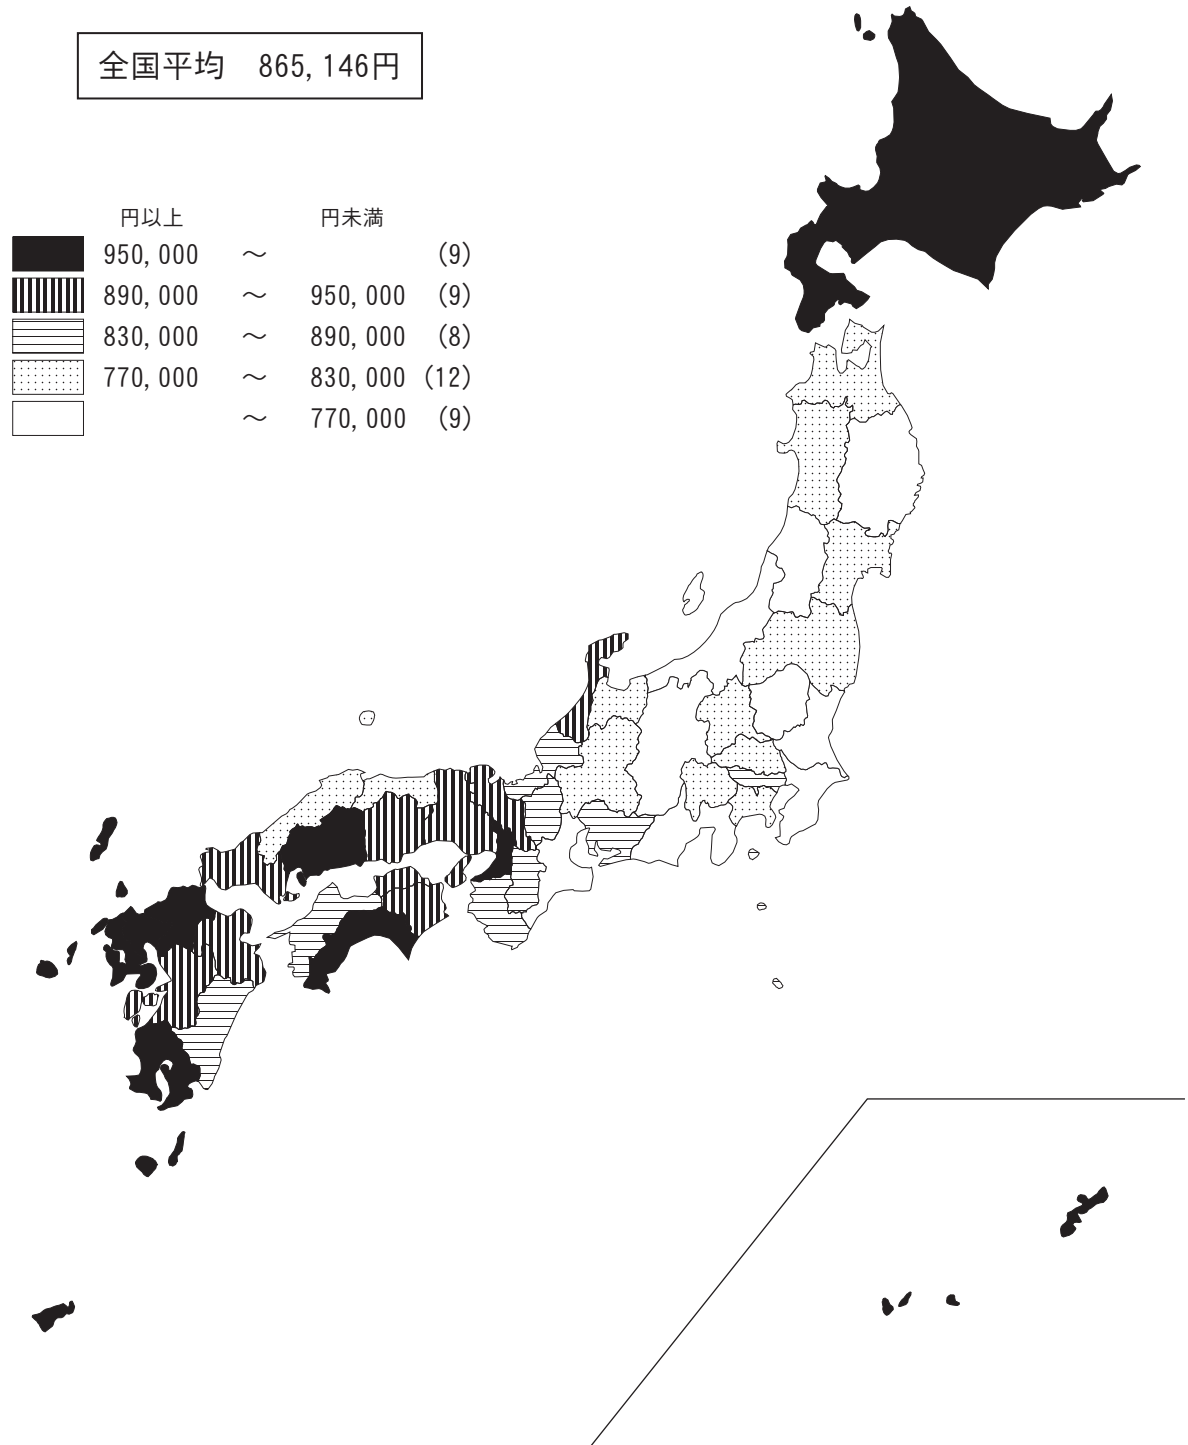 全国平均 865,146円
円以上 円未満
950,000 ～ (9)
890,000 ～ 950,000 (9)
830,000 ～ 890,000 (8)
770,000 ～ 830,000 (12)
～ 770,000 (9)